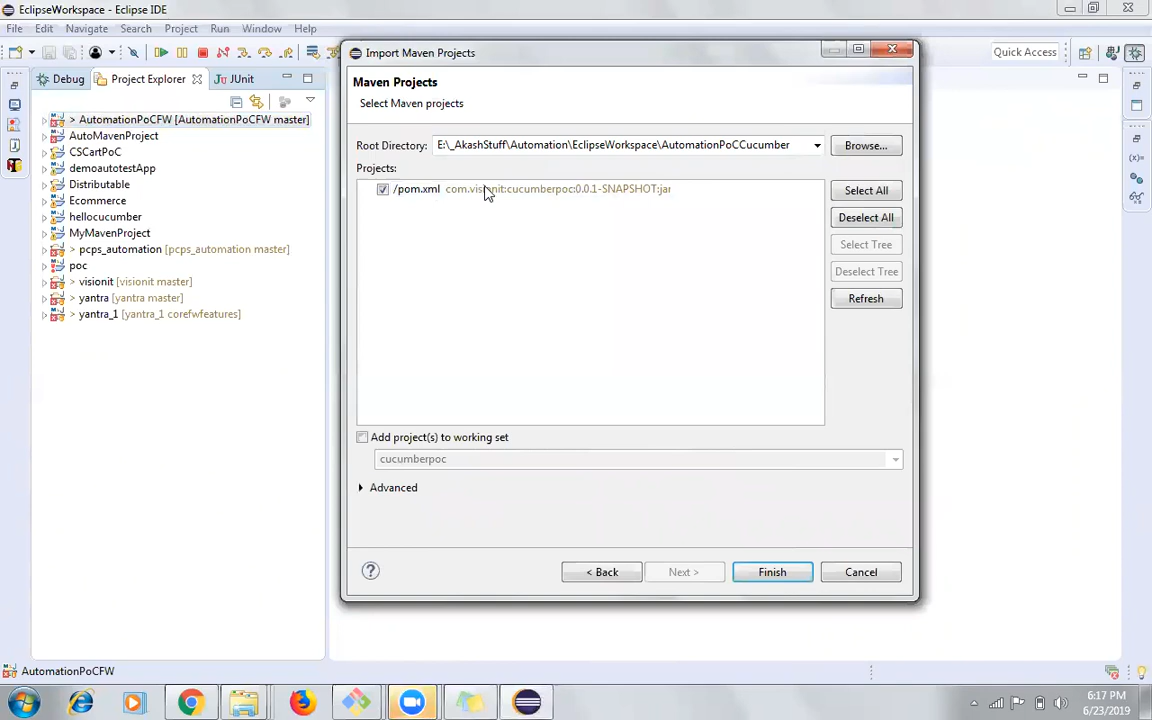 EclipseWorkspace - Eclipse IDE
File Edit Navigate Search Project Run Window Help
Quick Access
Debug Project Explorer JUnit
> AutomationPoCFW [AutomationPoCFW master]
AutoMavenProject
CSCartPoC
demoautotestApp
Distributable
Ecommerce
hellocucumber
MyMavenProject
> pcps_automation [pcps_automation master]
poc
> visionit [visionit master]
> yantra [yantra master]
> yantra_1 [yantra_1 corefwfeatures]
Import Maven Projects
Maven Projects
Select Maven projects
Root Directory: E:\_AkashStuff\Automation\EclipseWorkspace\AutomationPoCCucumber Browse...
Projects:
/pom.xml com.visionit:cucumberpoc:0.0.1-SNAPSHOT:jar
Select All
Deselect All
Select Tree
Deselect Tree
Refresh
Add project(s) to working set
cucumberpoc
Advanced
< Back Next > Finish Cancel
AutomationPoCFW
6:17 PM
6/23/2019